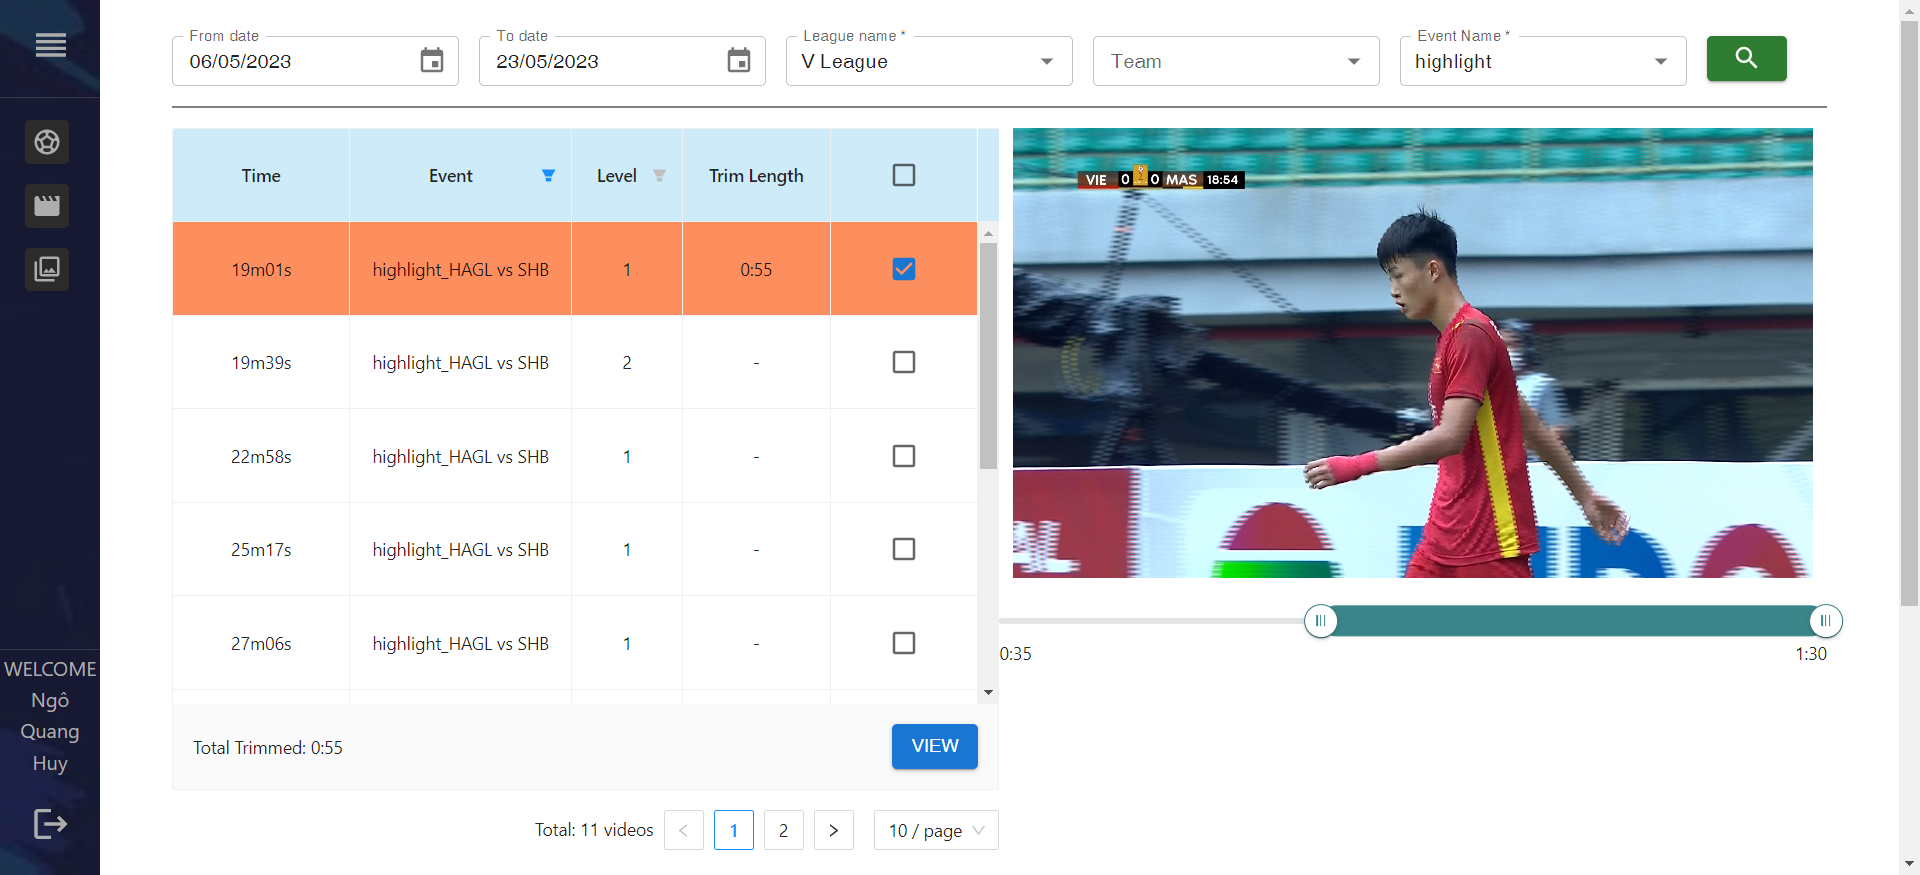 From date
06/05/2023
To date
23/05/2023
League name *
V League
Team
Event Name *
highlight
Time Event Level Trim Length
19m01s highlight_HAGL vs SHB 1 0:55
19m39s highlight_HAGL vs SHB 2 -
22m58s highlight_HAGL vs SHB 1 -
25m17s highlight_HAGL vs SHB 1 -
27m06s highlight_HAGL vs SHB 1 -
Total Trimmed: 0:55
VIEW
Total: 11 videos < 1 2 > 10 / page
VIE 0 0 MAS 18:54
0:35 1:30
WELCOME
Ngô
Quang
Huy